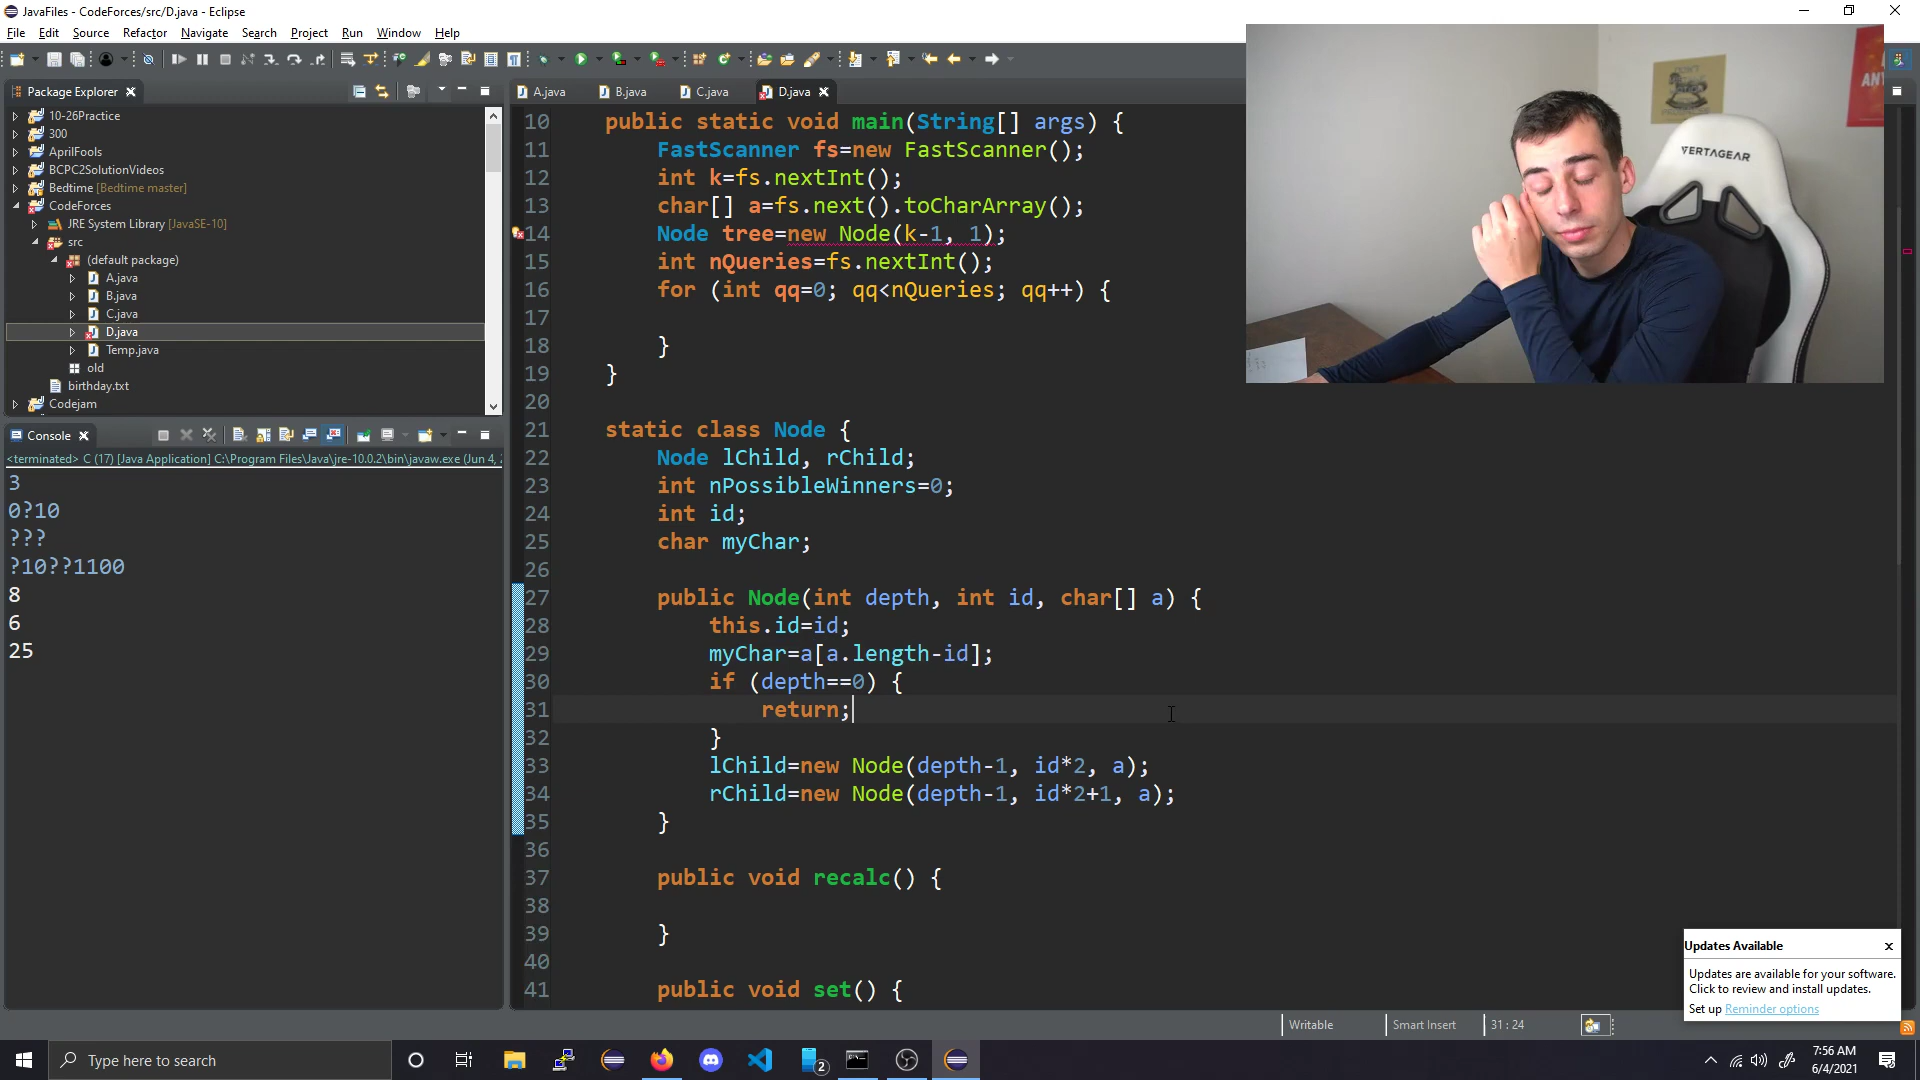 JavaFiles - CodeForces/src/D.java - Eclipse
File Edit Source Refactor Navigate Search Project Run Window Help
Package Explorer
10-26Practice
300
AprilFools
BCPC2SolutionVideos
Bedtime [Bedtime master]
CodeForces
JRE System Library [JavaSE-10]
src
(default package)
A.java
B.java
C.java
D.java
Temp.java
old
birthday.txt
Codejam
Console
<terminated> C (17) [Java Application] C:\Program Files\Java\jre-10.0.2\bin\javaw.exe (Jun 4,
3
0?10
???
?10??1100
8
6
25
A.java B.java C.java D.java
10 public static void main(String[] args) {
11 FastScanner fs=new FastScanner();
12 int k=fs.nextInt();
13 char[] a=fs.next().toCharArray();
14 Node tree=new Node(k-1, 1);
15 int nQueries=fs.nextInt();
16 for (int qq=0; qq<nQueries; qq++) {
17
18 }
19 }
20
21 static class Node {
22 Node lChild, rChild;
23 int nPossibleWinners=0;
24 int id;
25 char myChar;
26
27 public Node(int depth, int id, char[] a) {
28 this.id=id;
29 myChar=a[a.length-id];
30 if (depth==0) {
31 return;
32 }
33 lChild=new Node(depth-1, id*2, a);
34 rChild=new Node(depth-1, id*2+1, a);
35 }
36
37 public void recalc() {
38
39 }
40
41 public void set() {
VERTAGEAR
Updates Available
Updates are available for your software.
Click to review and install updates.
Set up Reminder options
Writable Smart Insert 31 : 24
Type here to search
2
7:56 AM
6/4/2021